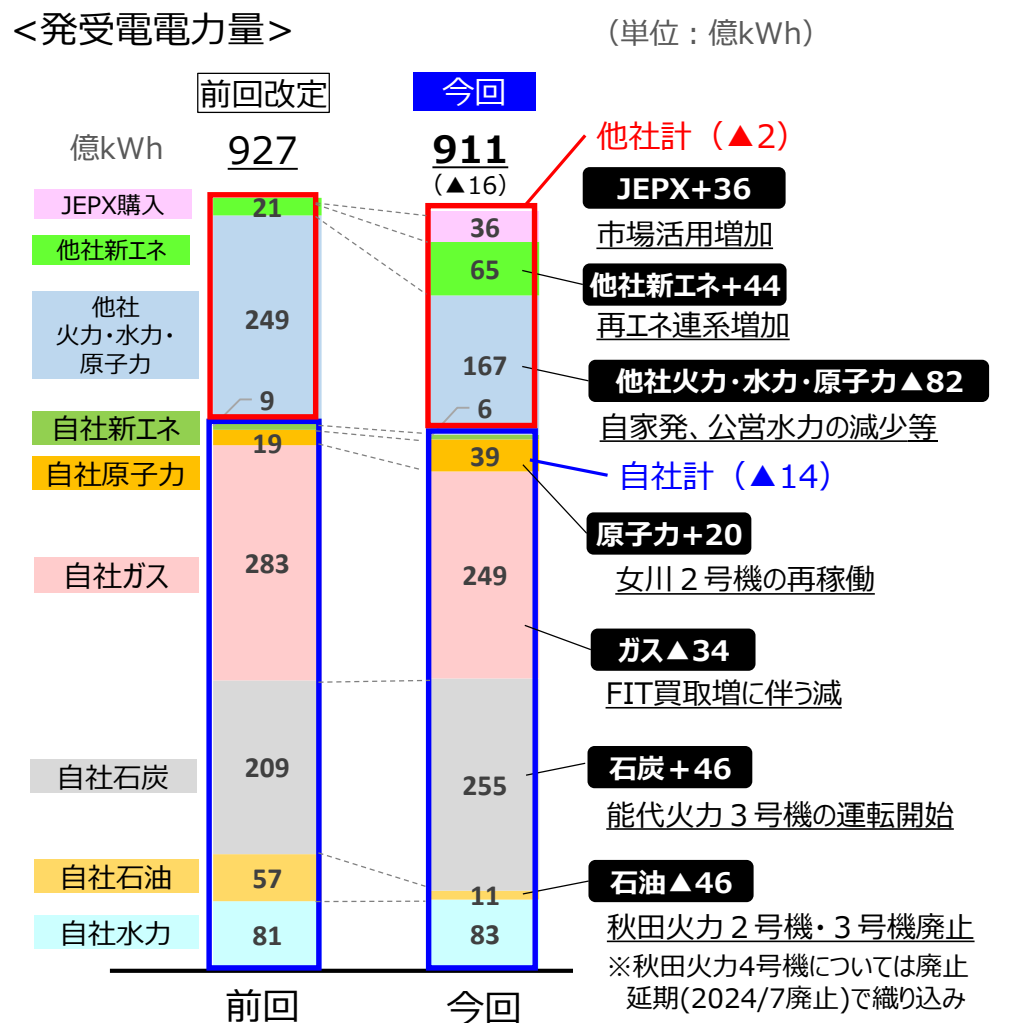 <発受電電力量>
（単位：億kWh）
前回改定
今回
億kWh
927
911
（▲16）
他社計（▲2）
JEPX購入
他社新エネ
他社
火力・水力・
原子力
自社新エネ
自社原子力
自社ガス
自社石炭
自社石油
自社水力
21
249
9
19
283
209
57
81
36
65
167
6
39
249
255
11
83
JEPX+36
市場活用増加
他社新エネ+44
再エネ連系増加
他社火力・水力・原子力▲82
自家発、公営水力の減少等
自社計（▲14）
原子力+20
女川２号機の再稼働
ガス▲34
FIT買取増に伴う減
石炭＋46
能代火力３号機の運転開始
石油▲46
秋田火力２号機・３号機廃止
※秋田火力4号機については廃止
延期(2024/7廃止)で織り込み
前回
今回